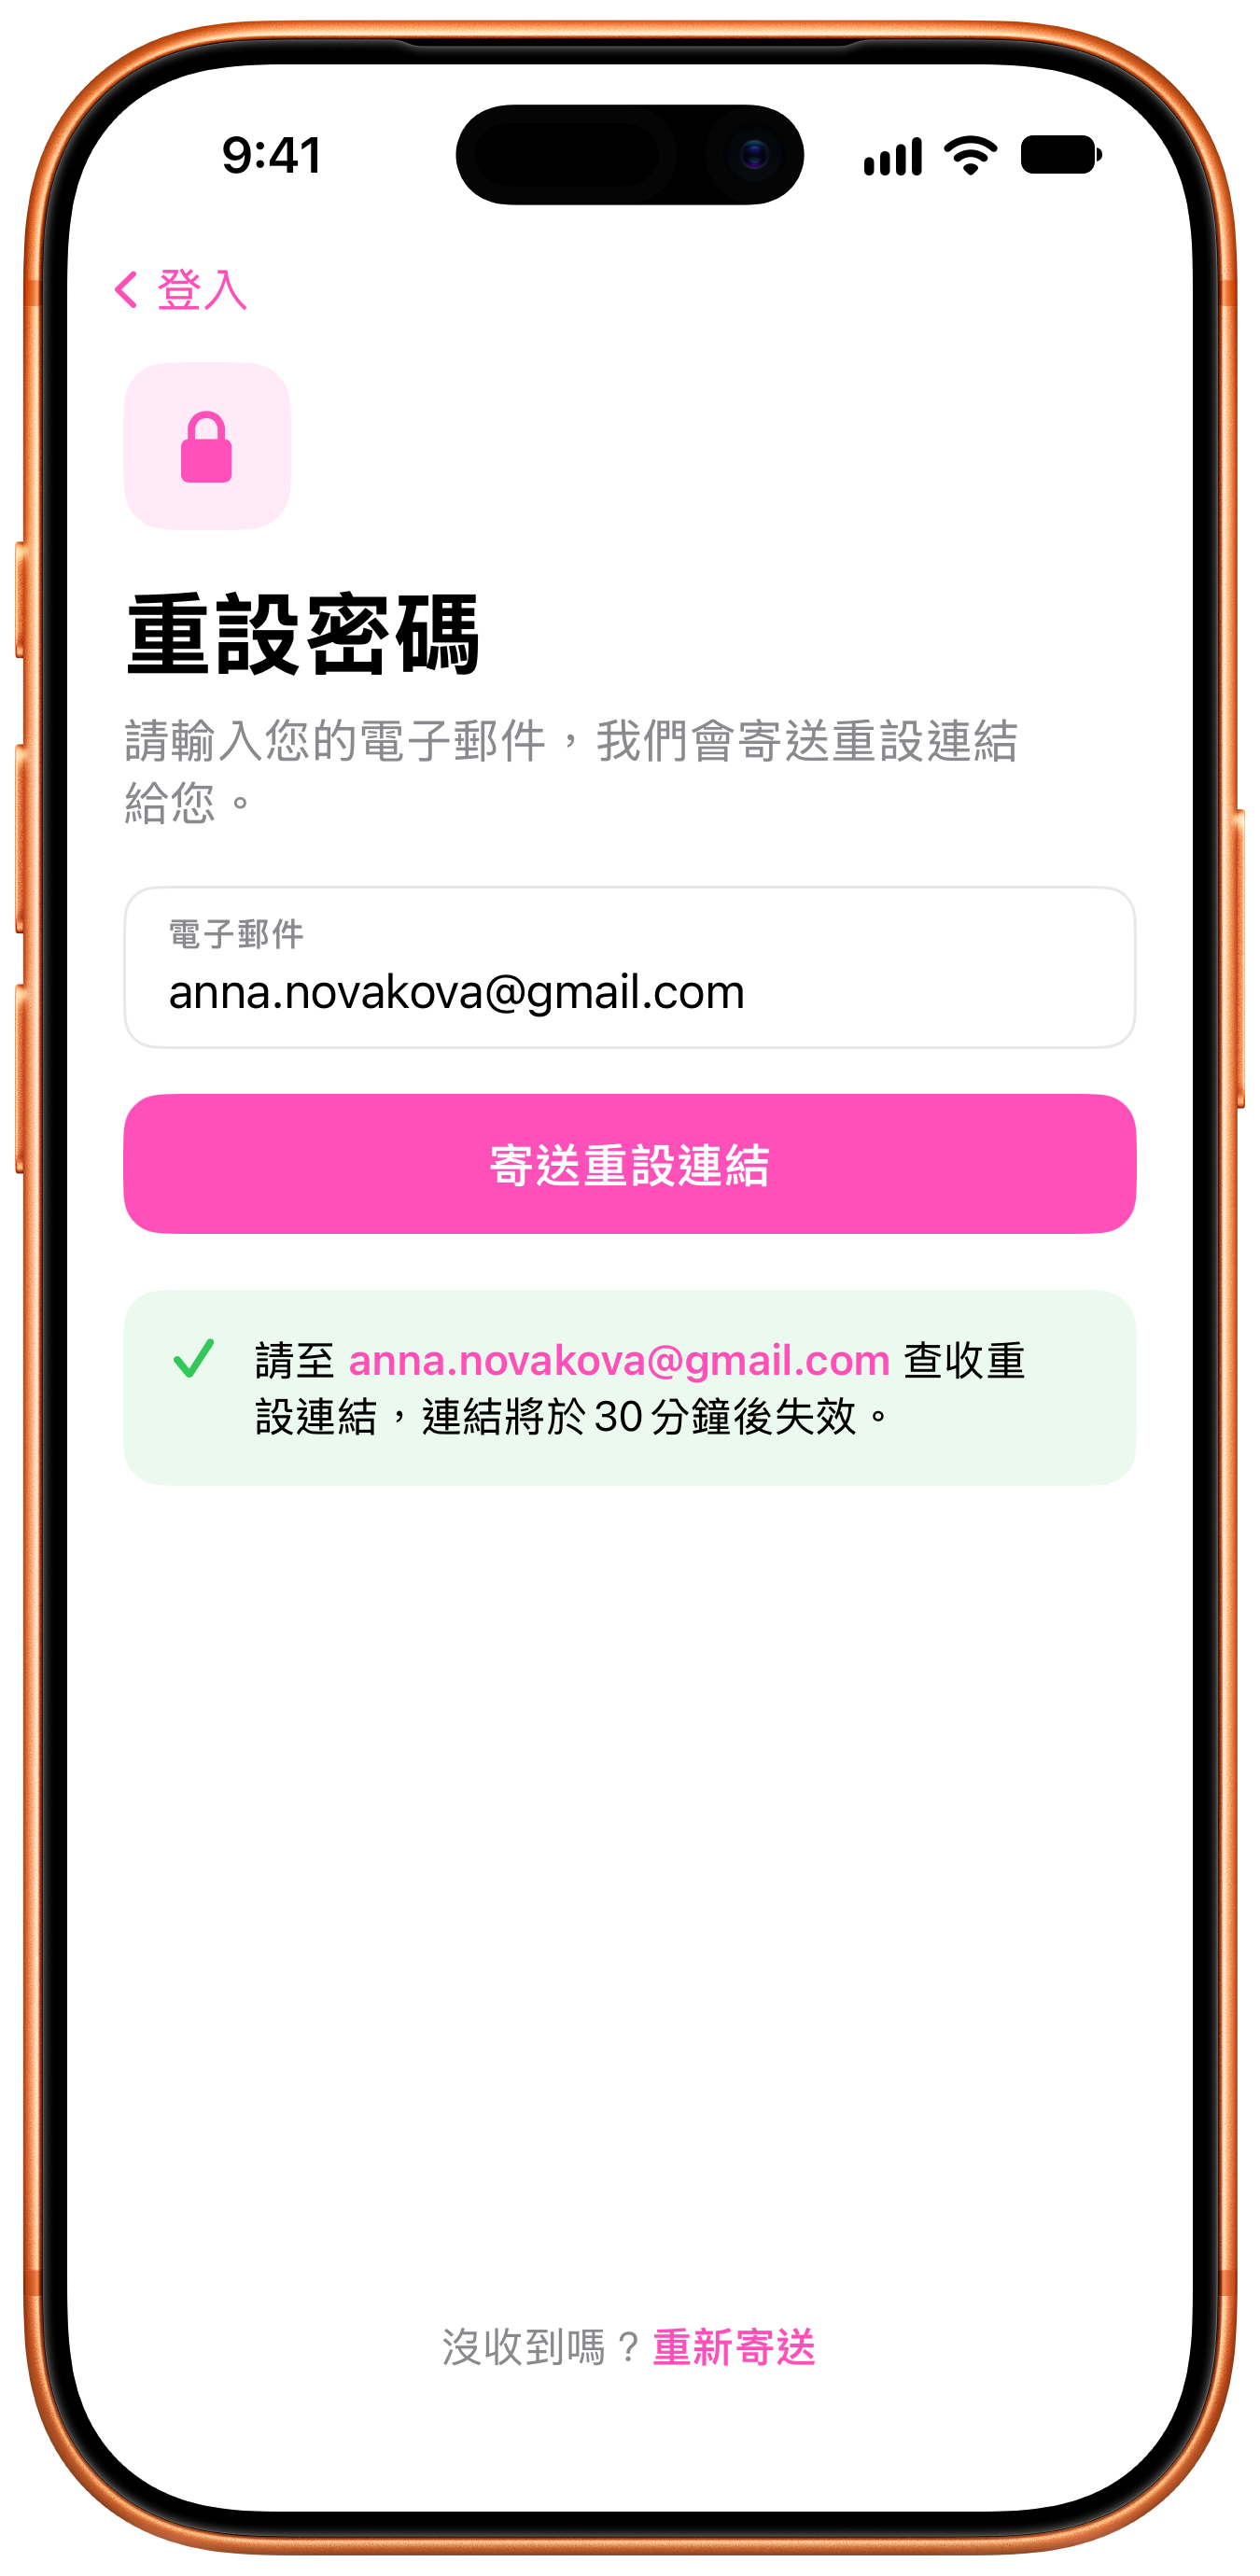 9:41
登入
重設密碼
請輸入您的電子郵件，我們會寄送重設連結
給您。
電子郵件
anna.novakova@gmail.com
寄送重設連結
請至 anna.novakova@gmail.com 查收重
設連結，連結將於 30 分鐘後失效。
沒收到嗎？重新寄送